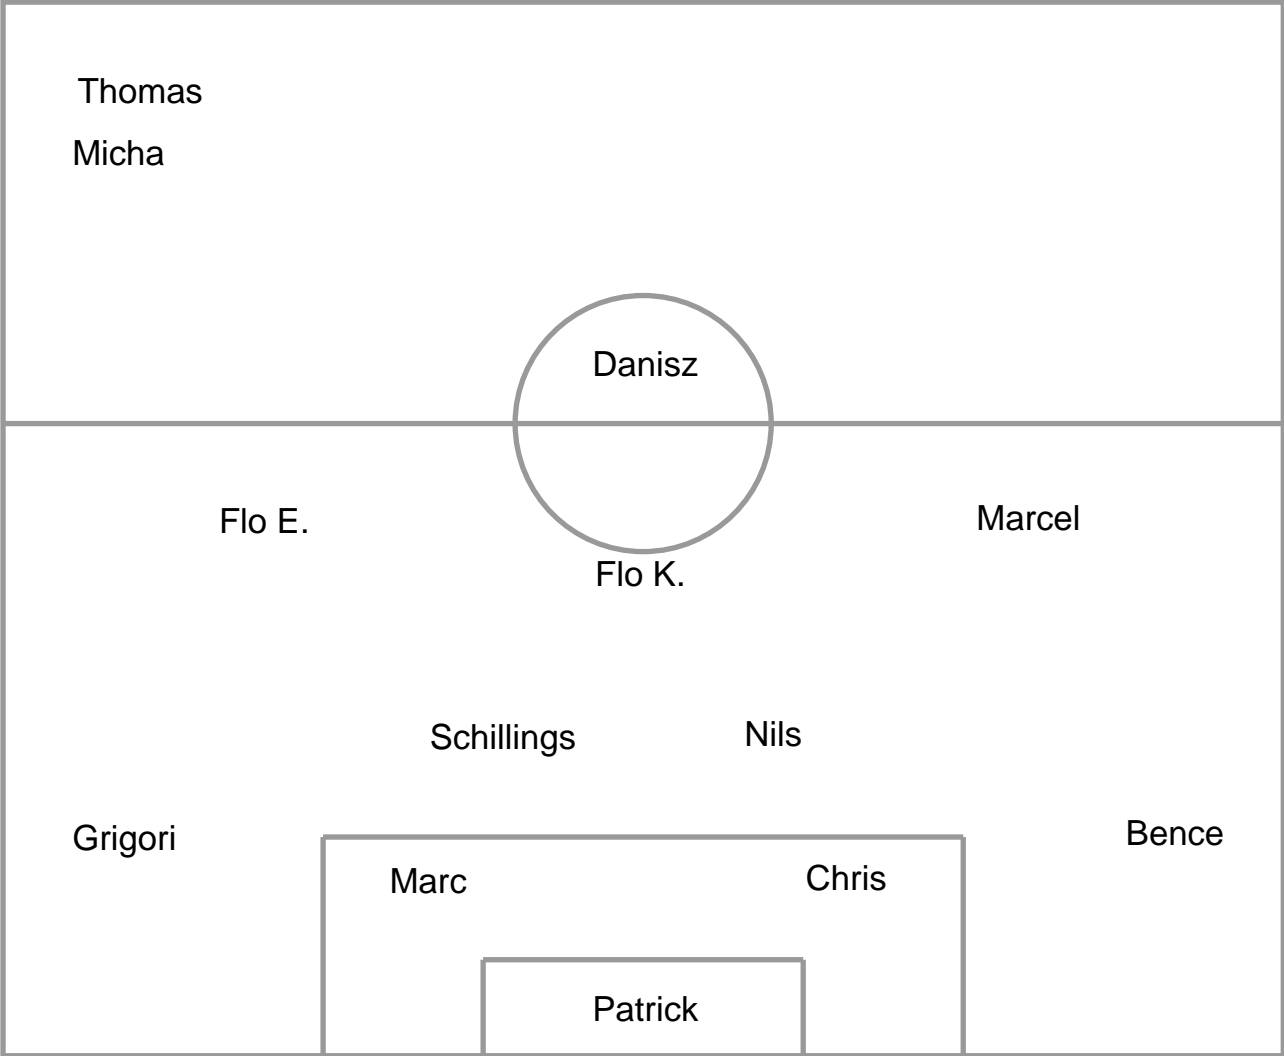 Thomas
Micha
Danisz
Flo E.
Marcel
Flo K.
Schillings
Nils
Grigori
Bence
Marc
Chris
Patrick